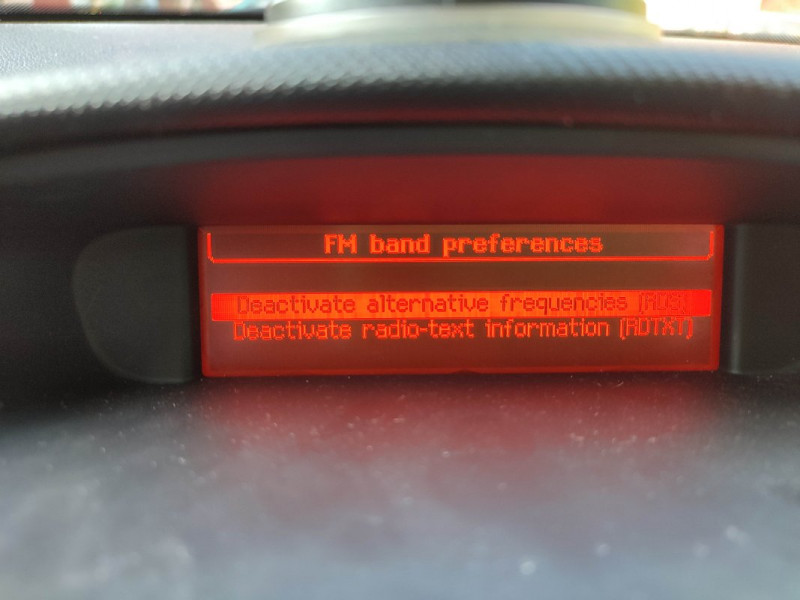 FM band preferences
Deactivate alternative frequencies (RDS)
Deactivate radio-text information (RDTXT)